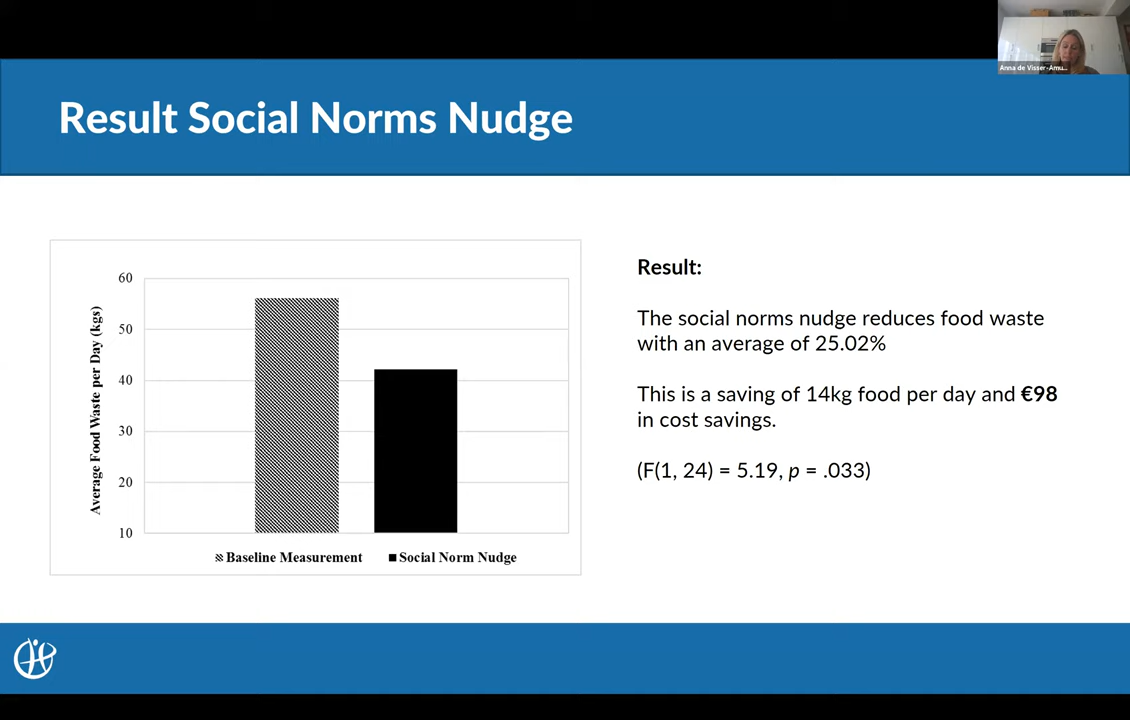 Anna de Visser-Amu...
Result Social Norms Nudge
60
50
40
30
20
10
Average Food Waste per Day (kgs)
Baseline Measurement
Social Norm Nudge
Result:
The social norms nudge reduces food waste
with an average of 25.02%
This is a saving of 14kg food per day and €98
in cost savings.
(F(1, 24) = 5.19, p = .033)